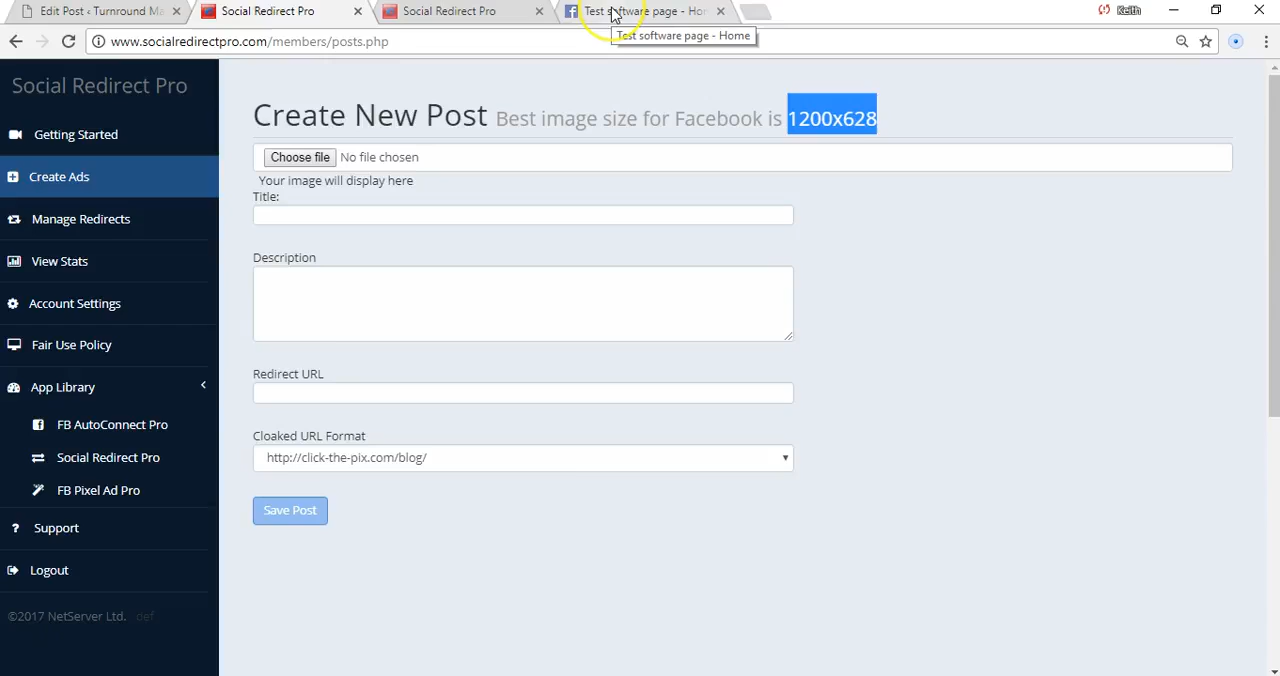 Edit Post ‹ Turnround Ma
Social Redirect Pro
Social Redirect Pro
Test software page - Hom
Keith
Test software page - Home
www.socialredirectpro.com/members/posts.php
Social Redirect Pro
Getting Started
Create Ads
Manage Redirects
View Stats
Account Settings
Fair Use Policy
App Library
FB AutoConnect Pro
Social Redirect Pro
FB Pixel Ad Pro
Support
Logout
©2017 NetServer Ltd. def
Create New Post Best image size for Facebook is 1200x628
Choose file No file chosen
Your image will display here
Title:
Description
Redirect URL
Cloaked URL Format
http://click-the-pix.com/blog/
Save Post